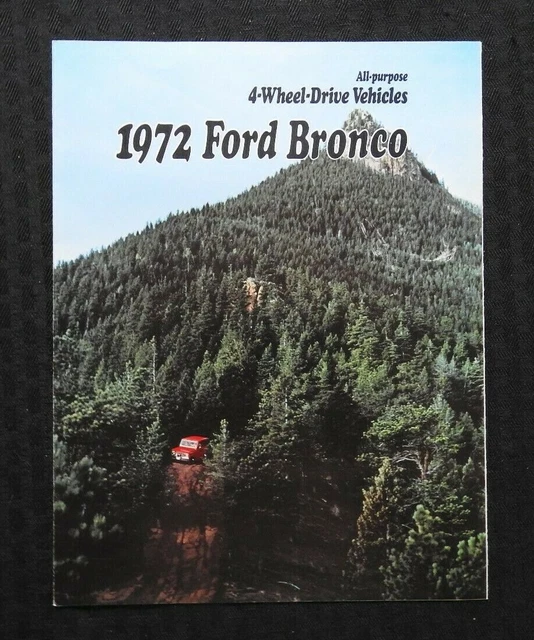 All-purpose
4-Wheel-Drive Vehicles
1972 Ford Bronco